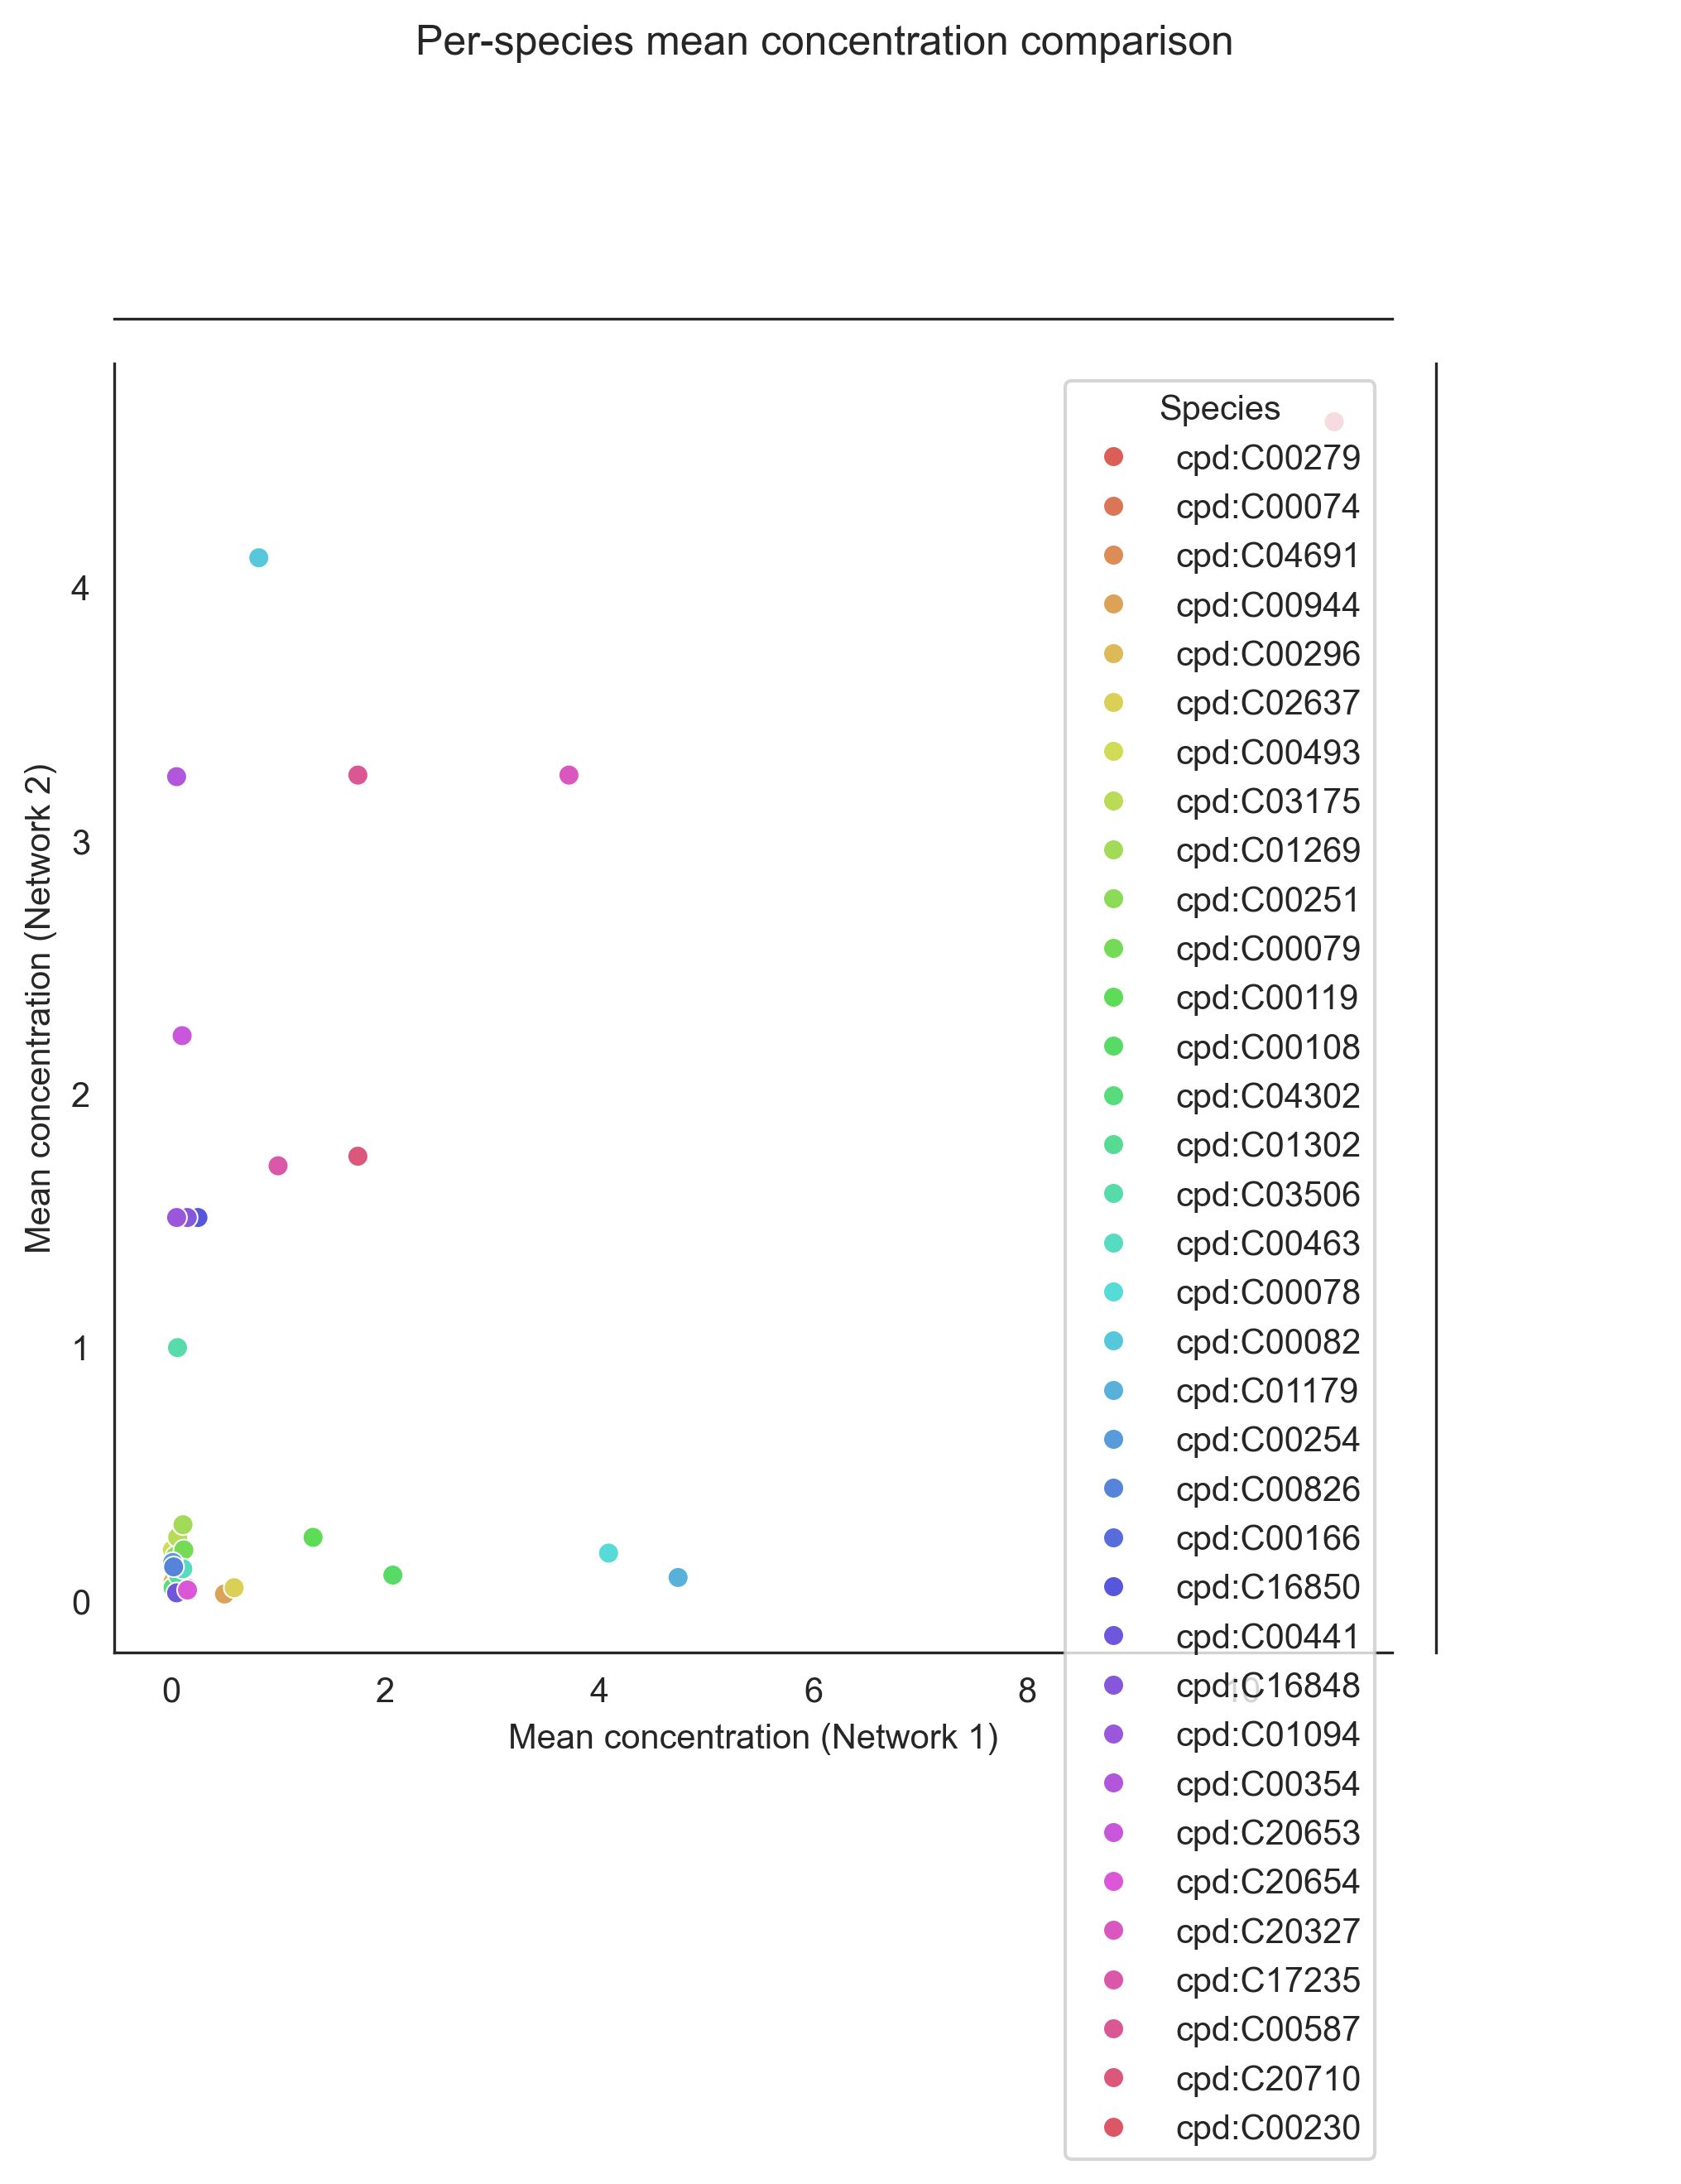 Per-species mean concentration comparison
Species
cpd:C00279
cpd:C00074
cpd:C04691
cpd:C00944
cpd:C00296
cpd:C02637
cpd:C00493
cpd:C03175
cpd:C01269
cpd:C00251
cpd:C00079
cpd:C00119
cpd:C00108
cpd:C04302
cpd:C01302
cpd:C03506
cpd:C00463
cpd:C00078
cpd:C00082
cpd:C01179
cpd:C00254
cpd:C00826
cpd:C00166
cpd:C16850
cpd:C00441
cpd:C16848
cpd:C01094
cpd:C00354
cpd:C20653
cpd:C20654
cpd:C20327
cpd:C17235
cpd:C00587
cpd:C20710
cpd:C00230
Mean concentration (Network 2)
4
3
2
1
0
0 2 4 6 8 10
Mean concentration (Network 1)